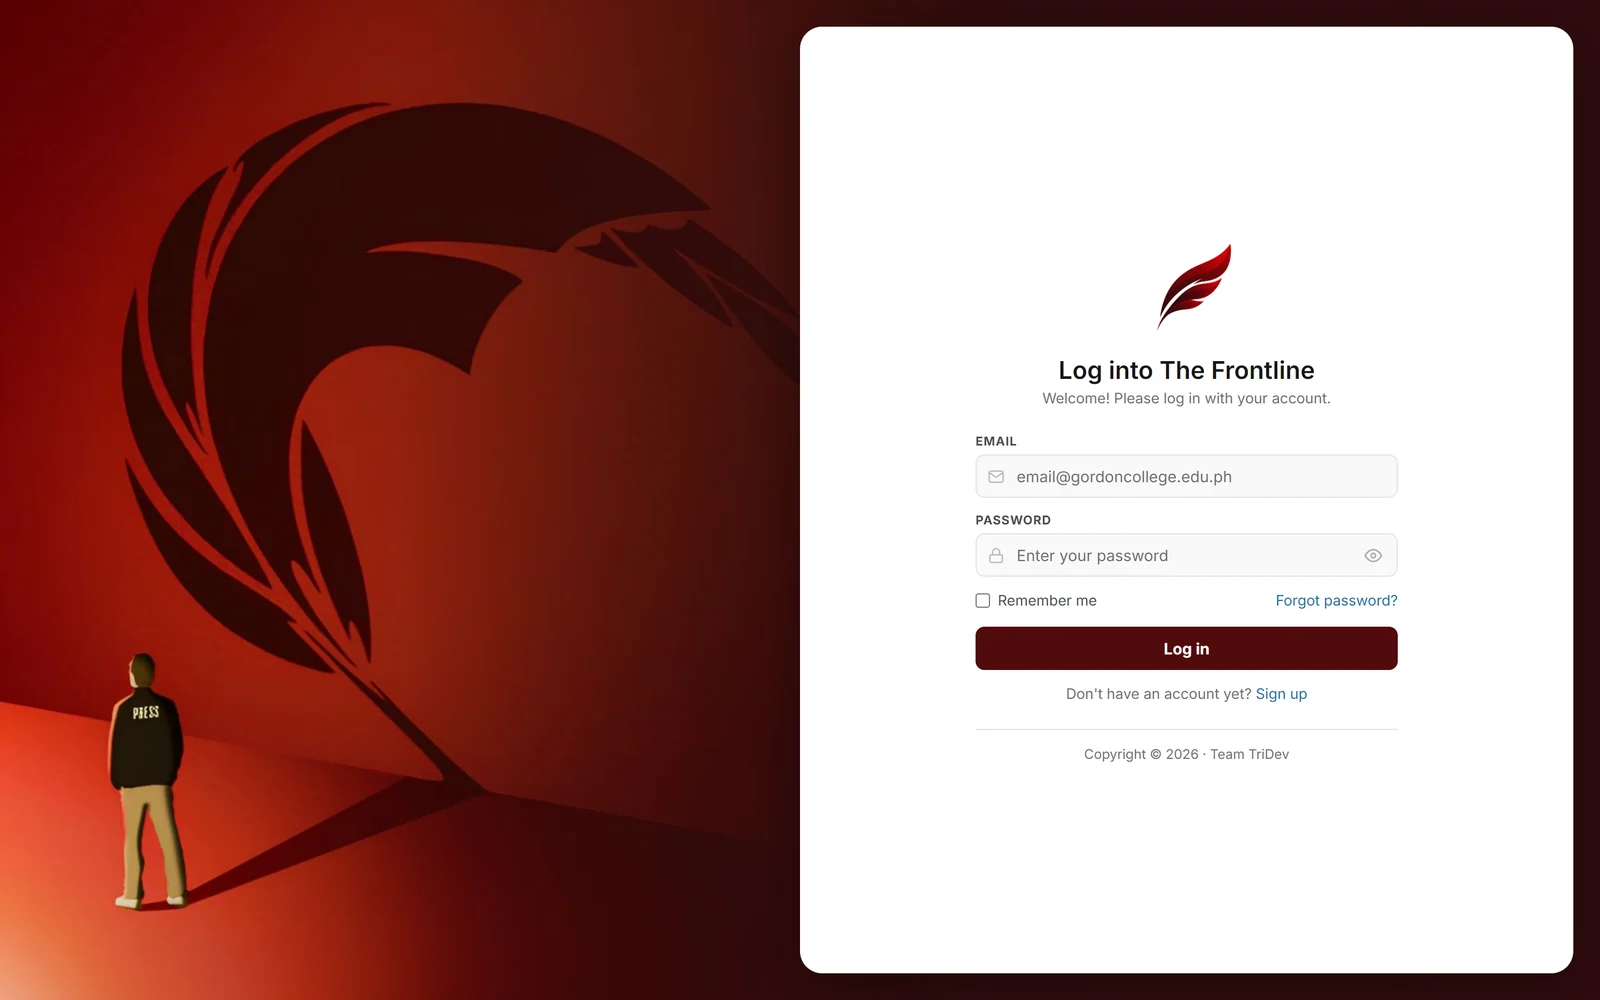 PRESS
Log into The Frontline
Welcome! Please log in with your account.
EMAIL
email@gordoncollege.edu.ph
PASSWORD
Enter your password
Remember me
Forgot password?
Log in
Don't have an account yet? Sign up
Copyright © 2026 · Team TriDev